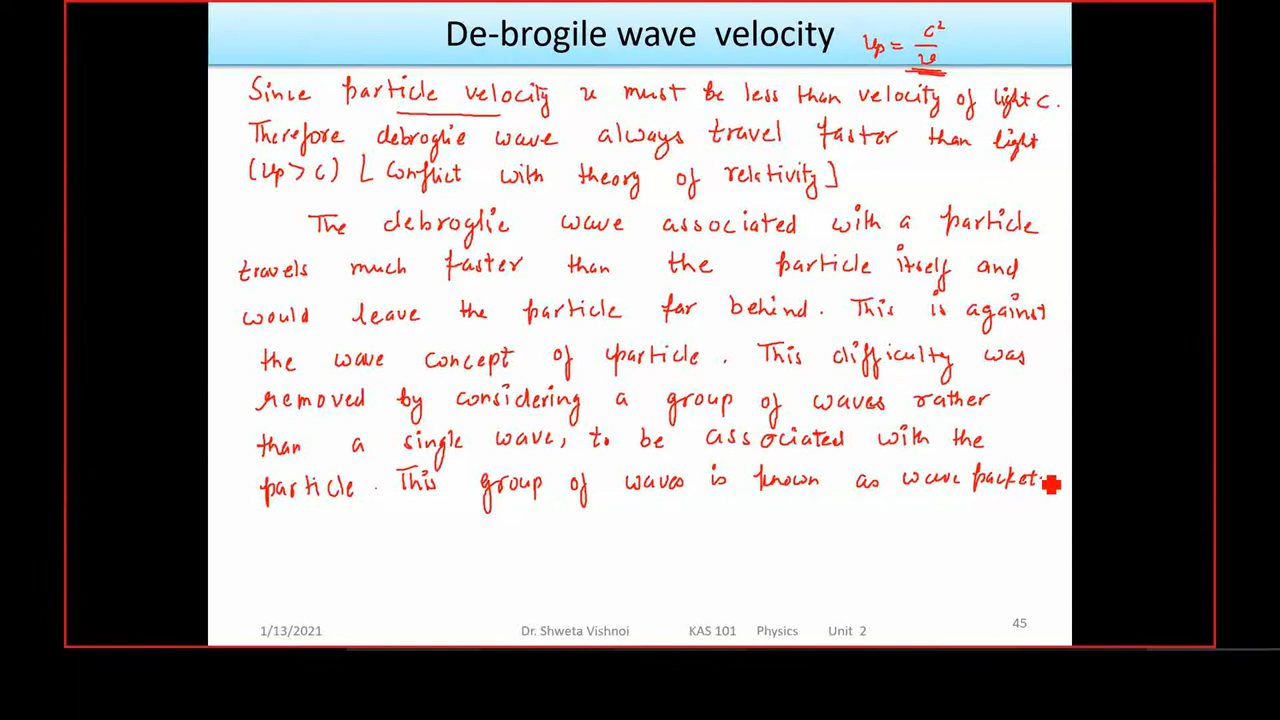 De-brogile wave velocity
υp = c²/υ
Since particle velocity u must be less than velocity of light c.
Therefore debroglie wave always travel faster than light
(υp > c) [Conflict with theory of relativity]
The debroglie wave associated with a particle
travels much faster than the particle itself and
would leave the particle far behind. This is against
the wave concept of particle. This difficulty was
removed by considering a group of waves rather
than a single wave, to be associated with the
particle. This group of waves is known as wave packet.
1/13/2021 Dr. Shweta Vishnoi KAS 101 Physics Unit 2 45